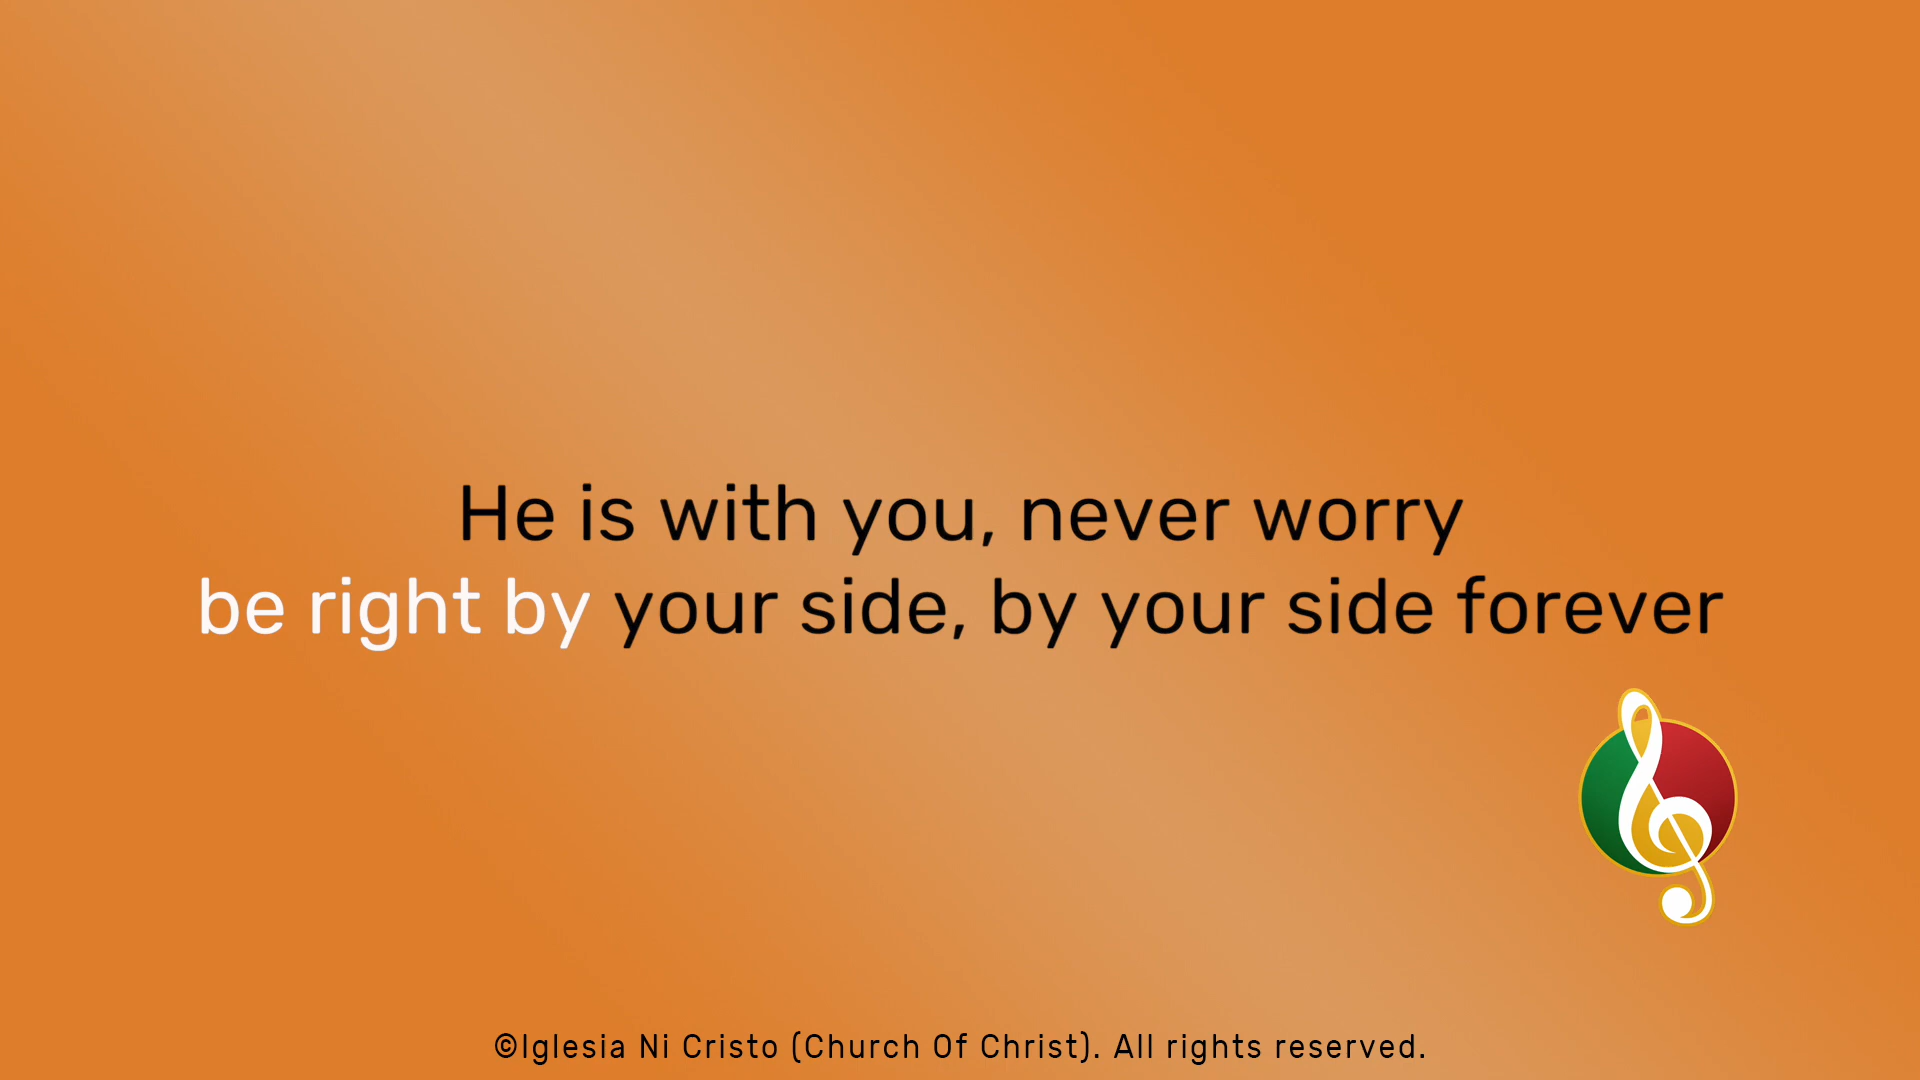 He is with you, never worry
be right by your side, by your side forever
©Iglesia Ni Cristo (Church Of Christ). All rights reserved.